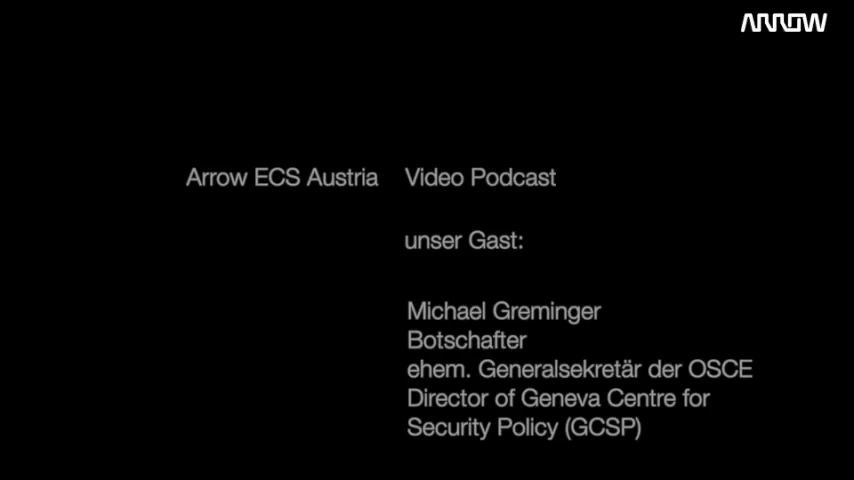 ARROW
Arrow ECS Austria Video Podcast
unser Gast:
Michael Greminger
Botschafter
ehem. Generalsekretär der OSCE
Director of Geneva Centre for
Security Policy (GCSP)